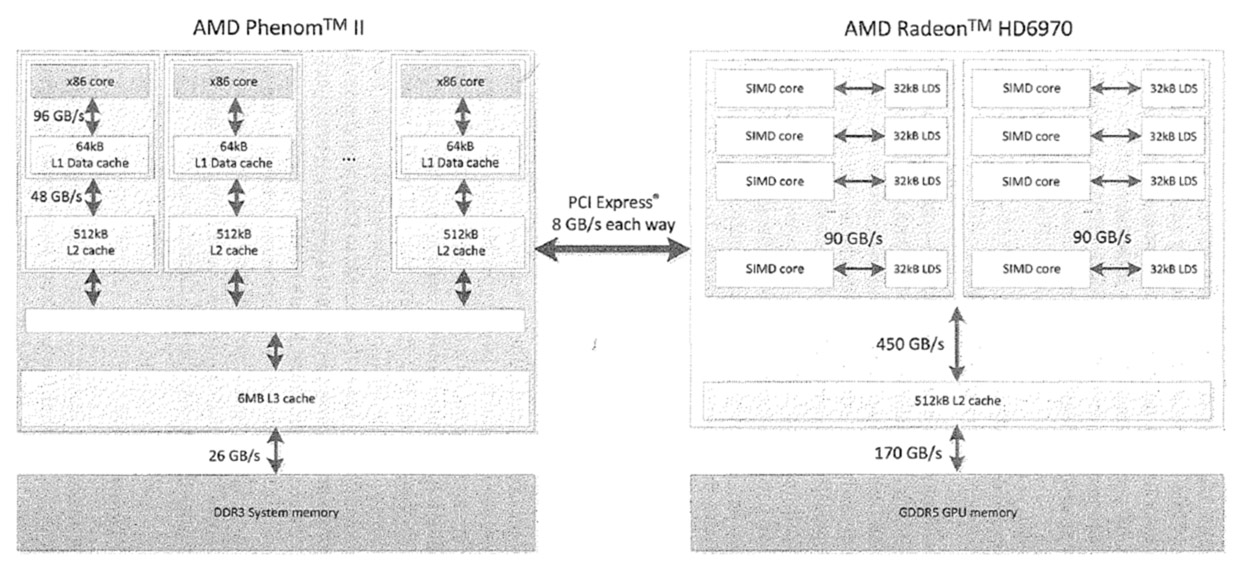 AMD Phenom™ II
x86 core
x86 core
x86 core
96 GB/s
64kB
L1 Data cache
64kB
L1 Data cache
...
64kB
L1 Data cache
48 GB/s
512kB
L2 cache
512kB
L2 cache
512kB
L2 cache
6MB L3 cache
26 GB/s
DDR3 System memory
PCI Express®
8 GB/s each way
AMD Radeon™ HD6970
SIMD core
32kB LDS
SIMD core
32kB LDS
SIMD core
32kB LDS
SIMD core
32kB LDS
SIMD core
32kB LDS
SIMD core
32kB LDS
...
...
90 GB/s
90 GB/s
SIMD core
32kB LDS
SIMD core
32kB LDS
450 GB/s
512kB L2 cache
170 GB/s
GDDR5 GPU memory